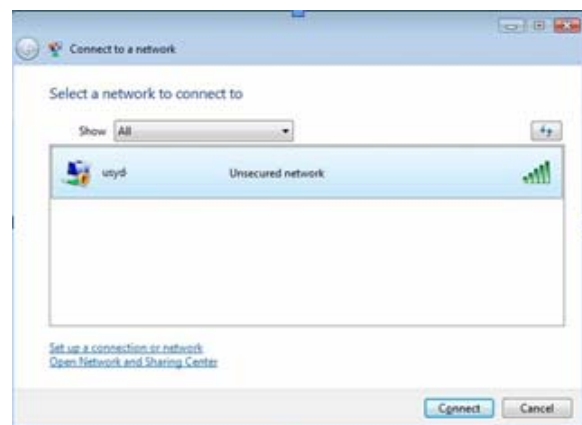 Connect to a network
Select a network to connect to
Show All
usyd Unsecured network
Set up a connection or network
Open Network and Sharing Center
Connect Cancel